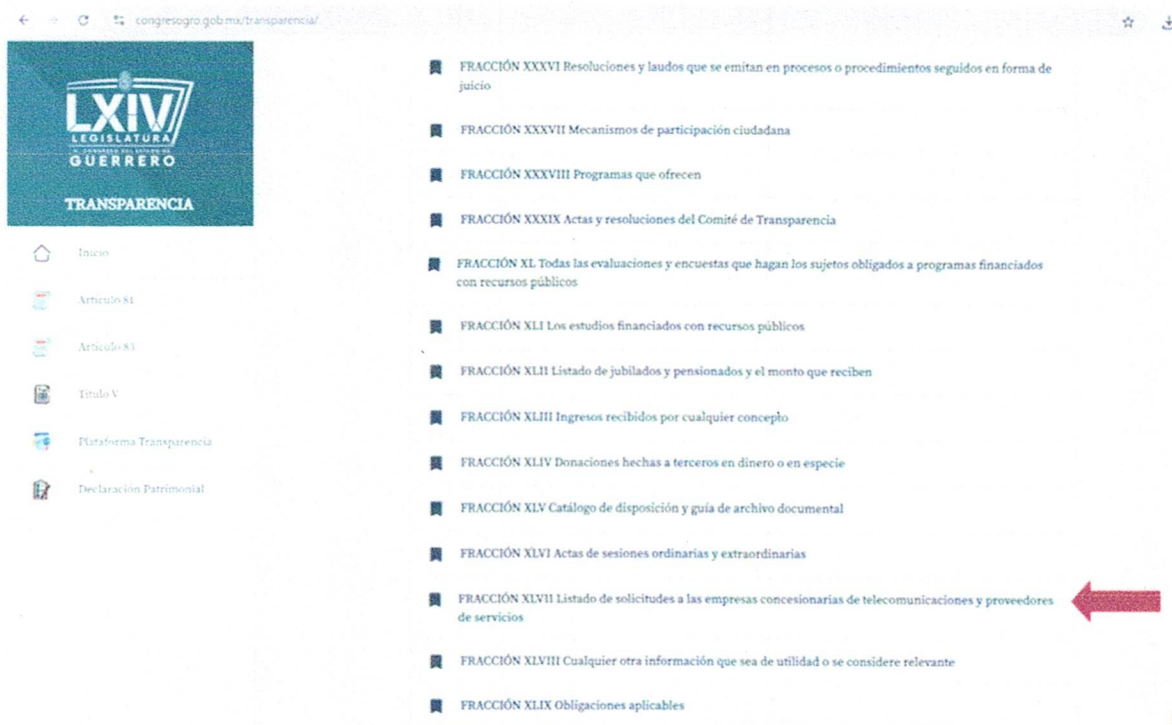 congresogro.gob.mx/transparencia/
LXIV
LEGISLATURA
H. CONGRESO DEL ESTADO DE
GUERRERO
TRANSPARENCIA
Inicio
Artículo 81
Artículo 83
Título V
Plataforma Transparencia
Declaración Patrimonial
FRACCIÓN XXXVI Resoluciones y laudos que se emitan en procesos o procedimientos seguidos en forma de
juicio
FRACCIÓN XXXVII Mecanismos de participación ciudadana
FRACCIÓN XXXVIII Programas que ofrecen
FRACCIÓN XXXIX Actas y resoluciones del Comité de Transparencia
FRACCIÓN XL Todas las evaluaciones y encuestas que hagan los sujetos obligados a programas financiados
con recursos públicos
FRACCIÓN XLI Los estudios financiados con recursos públicos
FRACCIÓN XLII Listado de jubilados y pensionados y el monto que reciben
FRACCIÓN XLIII Ingresos recibidos por cualquier concepto
FRACCIÓN XLIV Donaciones hechas a terceros en dinero o en especie
FRACCIÓN XLV Catálogo de disposición y guía de archivo documental
FRACCIÓN XLVI Actas de sesiones ordinarias y extraordinarias
FRACCIÓN XLVII Listado de solicitudes a las empresas concesionarias de telecomunicaciones y proveedores
de servicios
FRACCIÓN XLVIII Cualquier otra información que sea de utilidad o se considere relevante
FRACCIÓN XLIX Obligaciones aplicables